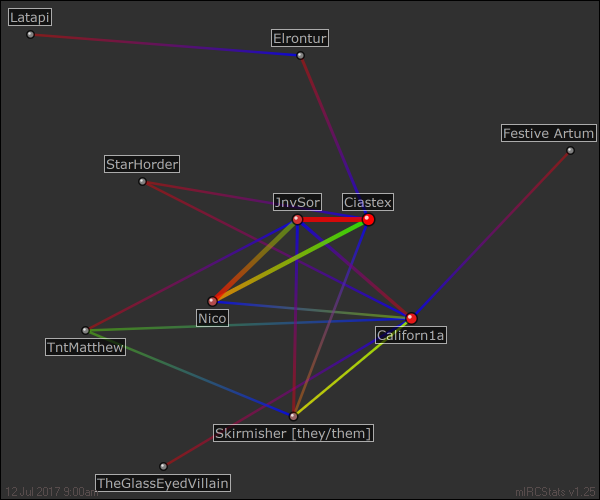 Latapi
Elrontur
Festive Artum
StarHorder
JnvSor
Ciastex
Nico
Californ1a
TntMatthew
Skirmisher [they/them]
TheGlassEyedVillain
12 Jul 2017 9:00am
mIRCStats v1.25